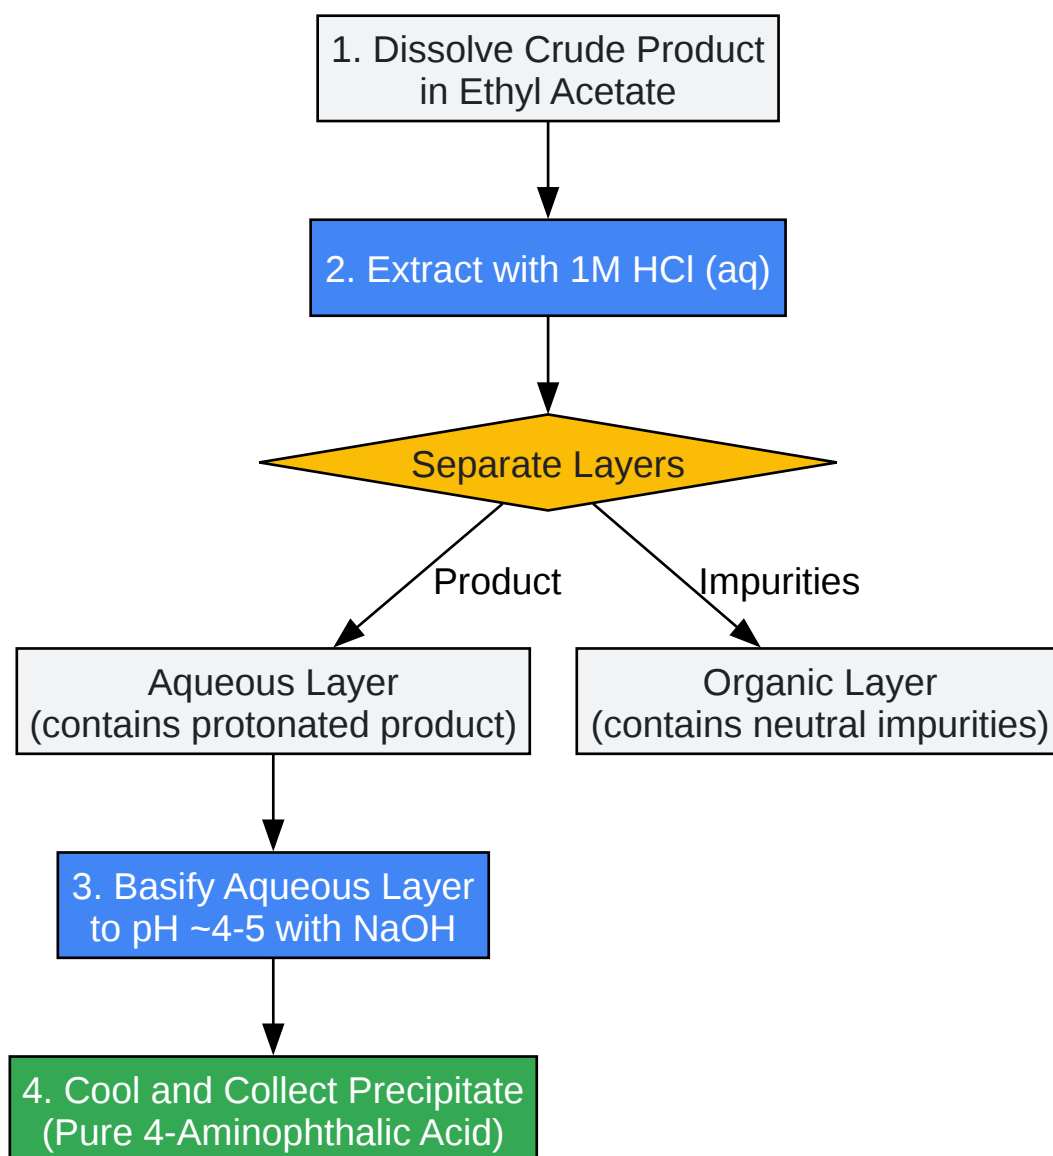 1. Dissolve Crude Product
in Ethyl Acetate
2. Extract with 1M HCl (aq)
Separate Layers
Product
Impurities
Aqueous Layer
(contains protonated product)
Organic Layer
(contains neutral impurities)
3. Basify Aqueous Layer
to pH ~4-5 with NaOH
4. Cool and Collect Precipitate
(Pure 4-Aminophthalic Acid)